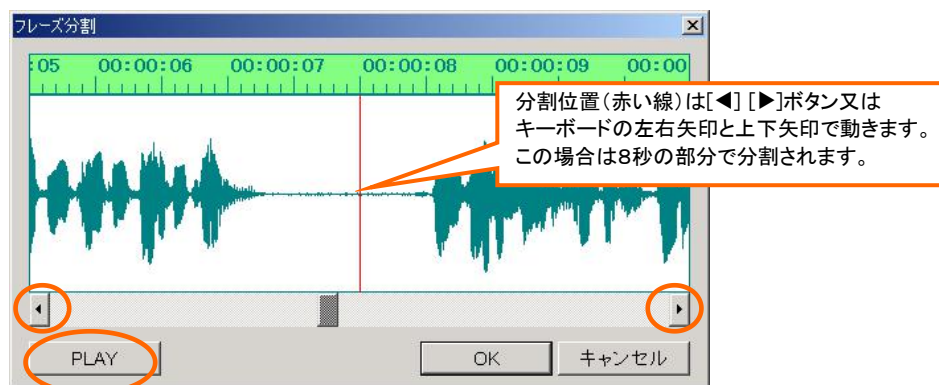 フレーズ分割
:05 00:00:06 00:00:07 00:00:08 00:00:09 00:00
分割位置(赤い線)は[◀] [▶]ボタン又は
キーボードの左右矢印と上下矢印で動きます。
この場合は8秒の部分で分割されます。
PLAY OK キャンセル